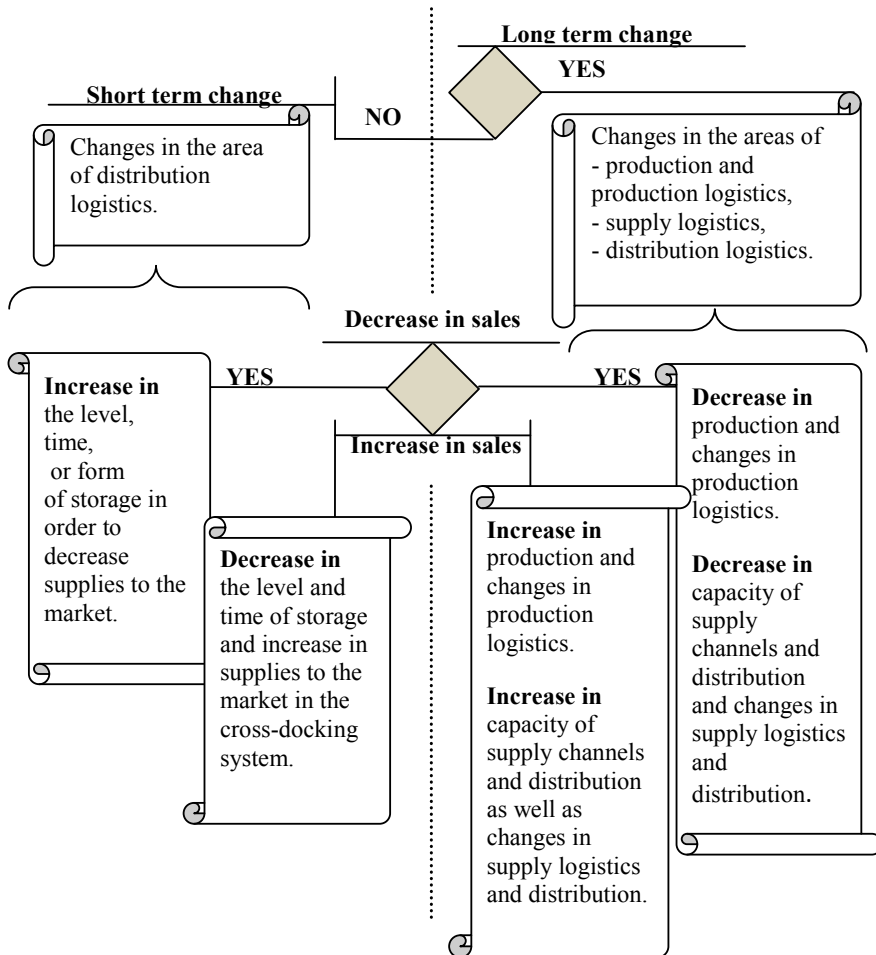 Long term change
YES
Short term change
NO
Changes in the area
of distribution
logistics.
Changes in the areas of
- production and
production logistics,
- supply logistics,
- distribution logistics.
Decrease in sales
YES
YES
Increase in sales
Increase in
the level,
time,
or form
of storage in
order to
decrease
supplies to the
market.
Decrease in
the level and
time of storage
and increase in
supplies to the
market in the
cross-docking
system.
Increase in
production and
changes in
production
logistics.
Increase in
capacity of
supply channels
and distribution
as well as
changes in
supply logistics
and distribution.
Decrease in
production and
changes in
production
logistics.
Decrease in
capacity of
supply
channels and
distribution
and changes in
supply logistics
and
distribution.